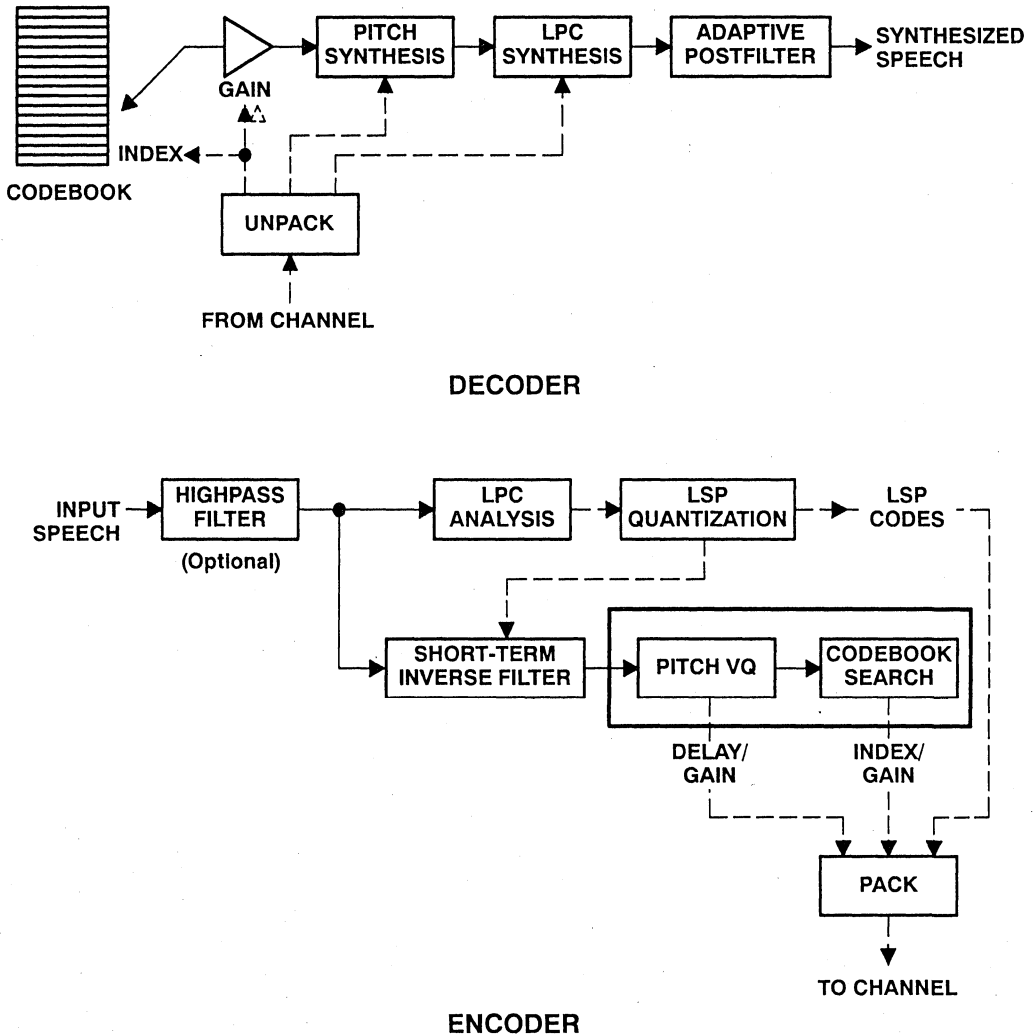 PITCH
SYNTHESIS
LPC
SYNTHESIS
ADAPTIVE
POSTFILTER
SYNTHESIZED
SPEECH
GAIN
INDEX
CODEBOOK
UNPACK
FROM CHANNEL
DECODER
INPUT
SPEECH
HIGHPASS
FILTER
(Optional)
LPC
ANALYSIS
LSP
QUANTIZATION
LSP
CODES
SHORT-TERM
INVERSE FILTER
PITCH VQ
CODEBOOK
SEARCH
DELAY/
GAIN
INDEX/
GAIN
PACK
TO CHANNEL
ENCODER